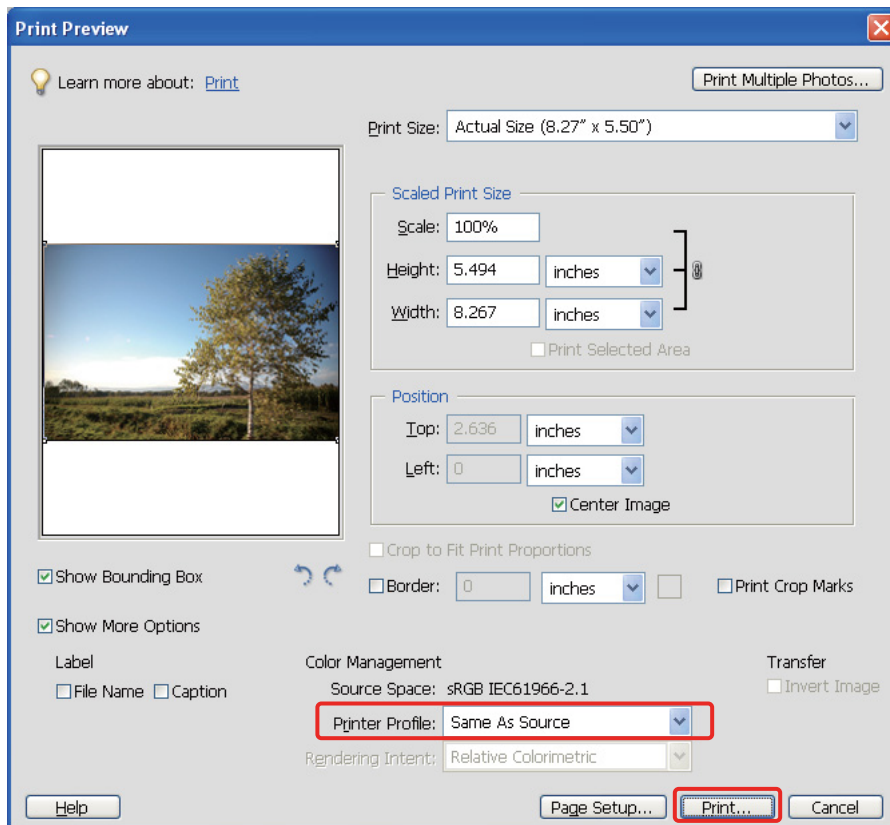 Print Preview
Learn more about: Print
Print Multiple Photos...
Print Size: Actual Size (8.27" x 5.50")
Scaled Print Size
Scale: 100%
Height: 5.494 inches
Width: 8.267 inches
Print Selected Area
Position
Top: 2.636 inches
Left: 0 inches
Center Image
Crop to Fit Print Proportions
Show Bounding Box
Border: 0 inches Print Crop Marks
Show More Options
Label
File Name Caption
Color Management
Source Space: sRGB IEC61966-2.1
Printer Profile: Same As Source
Rendering Intent: Relative Colorimetric
Transfer
Invert Image
Help Page Setup... Print... Cancel